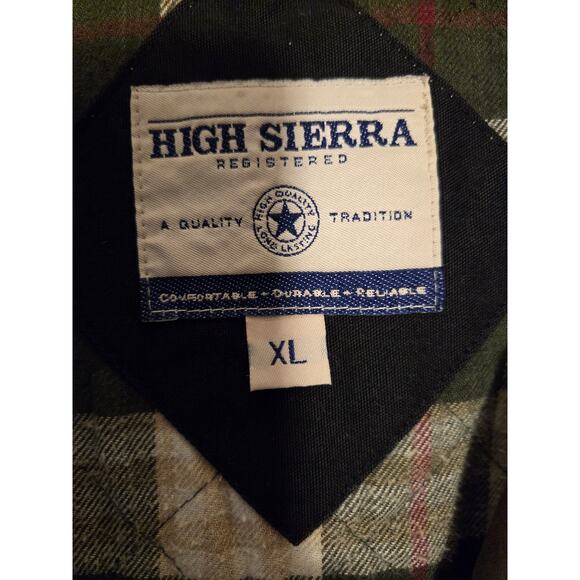 HIGH SIERRA
REGISTERED
A QUALITY
HIGH QUALITY
LONG LASTING
TRADITION
COMFORTABLE - DURABLE - RELIABLE
XL